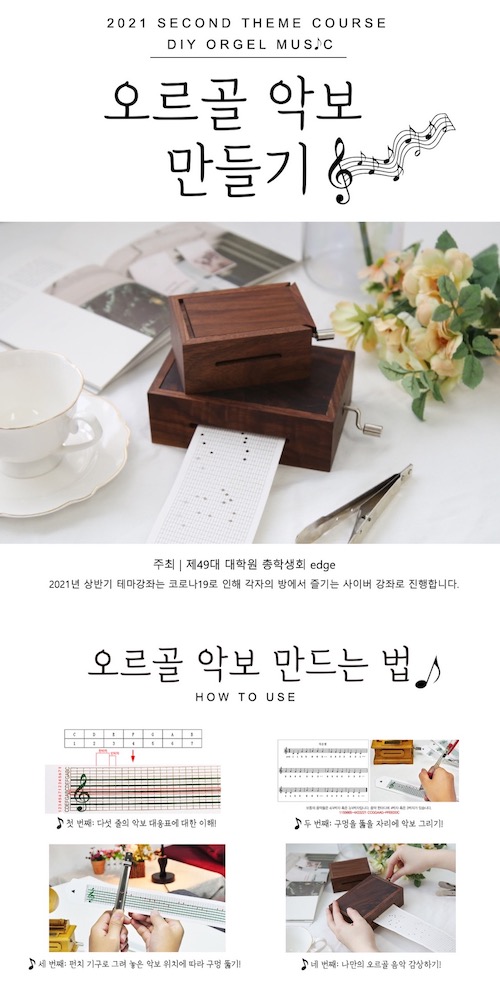 2021 SECOND THEME COURSE
DIY ORGEL MUSIC
오르골 악보
만들기
주최 | 제49대 대학원 총학생회 edge
2021년 상반기 테마강좌는 코로나19로 인해 각자의 방에서 즐기는 사이버 강좌로 진행합니다.
오르골 악보 만드는 법
HOW TO USE
C D E F G A B
1 2 3 4 5 6 7
첫 번째: 다섯 줄의 악보 대응표에 대한 이해!
두 번째: 구멍을 뚫을 자리에 악보 그리기!
세 번째: 펀치 기구로 그려 놓은 악보 위치에 따라 구멍 뚫기!
네 번째: 나만의 오르골 음악 감상하기!